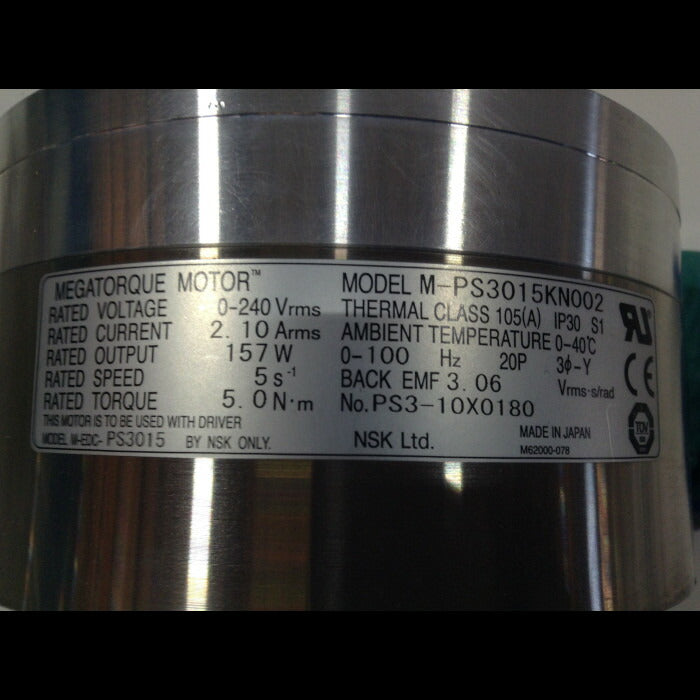 MEGATORQUE MOTOR™
RATED VOLTAGE 0-240 Vrms
RATED CURRENT 2.10 Arms
RATED OUTPUT 157 W
RATED SPEED 5 s⁻¹
RATED TORQUE 5.0 N·m
THIS MOTOR IS TO BE USED WITH DRIVER
MODEL M-EDC- PS3015 BY NSK ONLY.
MODEL M-PS3015KN002
THERMAL CLASS 105(A) IP30 S1
AMBIENT TEMPERATURE 0-40℃
0-100 Hz 20P 3ϕ-Y
BACK EMF 3.06 Vrms·s/rad
No. PS3-10X0180
NSK Ltd.
MADE IN JAPAN
M62000-078
RU
CE
TÜV